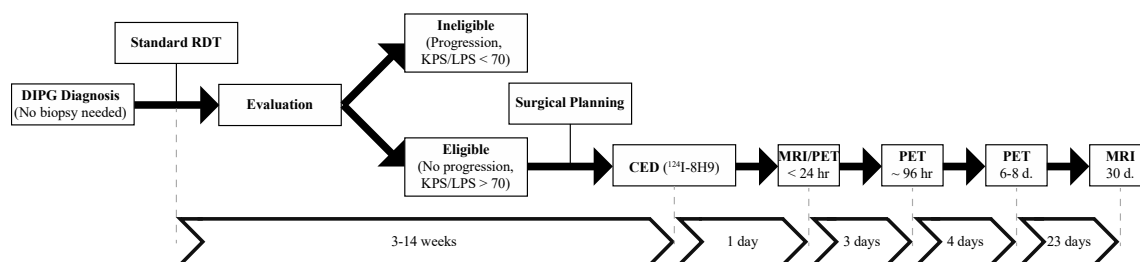 Standard RDT
DIPG Diagnosis
(No biopsy needed)
Evaluation
Ineligible
(Progression,
KPS/LPS < 70)
Eligible
(No progression,
KPS/LPS > 70)
Surgical Planning
CED (¹²⁴I-8H9)
MRI/PET
< 24 hr
PET
~ 96 hr
PET
6-8 d.
MRI
30 d.
3-14 weeks
1 day
3 days
4 days
23 days